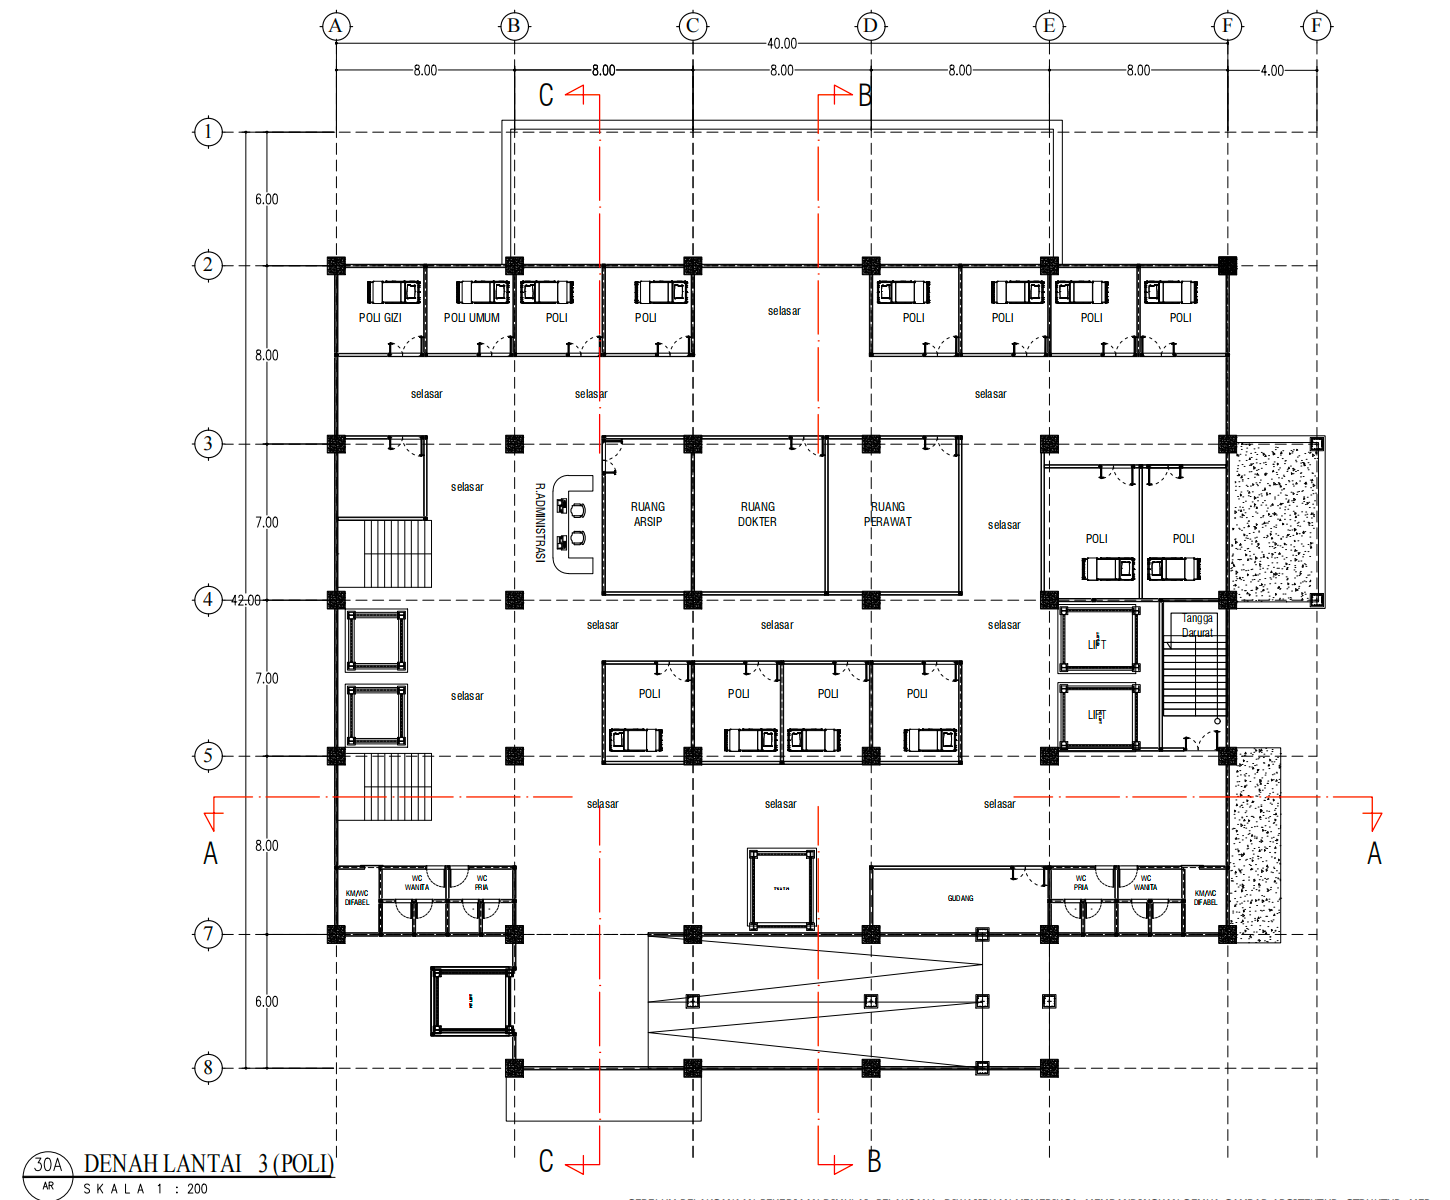 A B C D E F F
40.00
8.00 8.00 8.00 8.00 8.00 4.00
C B
1
6.00
2
POLI GIZI POLI UMUM POLI POLI selasar POLI POLI POLI POLI
8.00
selasar selasar selasar
3
selasar
R.ADMINISTRASI
RUANG ARSIP
RUANG DOKTER
RUANG PERAWAT
selasar
7.00
POLI POLI
4 42.00
selasar selasar selasar
Tangga
Darurat
LIFT
7.00
selasar POLI POLI POLI POLI
LIFT
5
selasar selasar selasar
A A
8.00
KM/WC
DIFABEL
WC
WANITA
WC
PRIA
GUDANG
WC
PRIA
WC
WANITA
KM/WC
DIFABEL
7
6.00
8
C B
30A
AR
DENAH LANTAI 3 (POLI)
SKALA 1 : 200